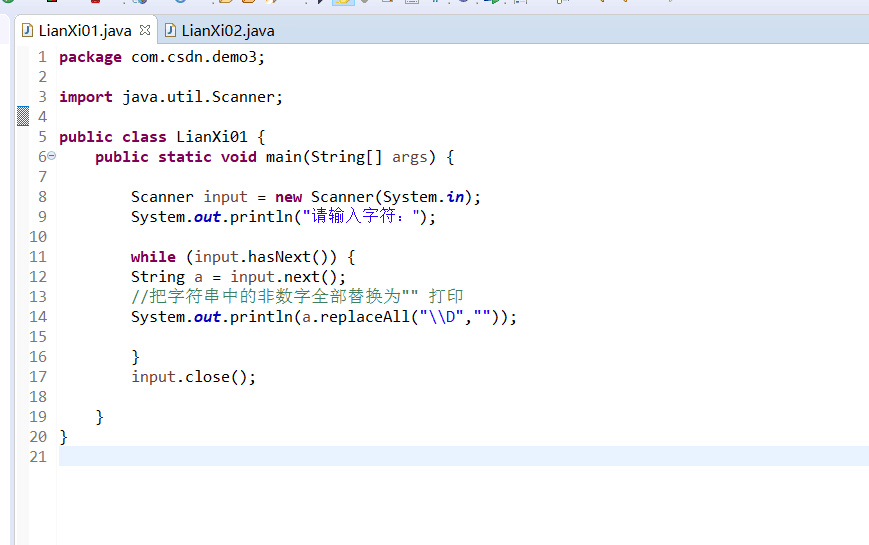 LianXi01.java LianXi02.java
1 package com.csdn.demo3;
2
3 import java.util.Scanner;
4
5 public class LianXi01 {
6 public static void main(String[] args) {
7
8 Scanner input = new Scanner(System.in);
9 System.out.println("请输入字符：");
10
11 while (input.hasNext()) {
12 String a = input.next();
13 //把字符串中的非数字全部替换为"" 打印
14 System.out.println(a.replaceAll("\\D",""));
15
16 }
17 input.close();
18
19 }
20 }
21